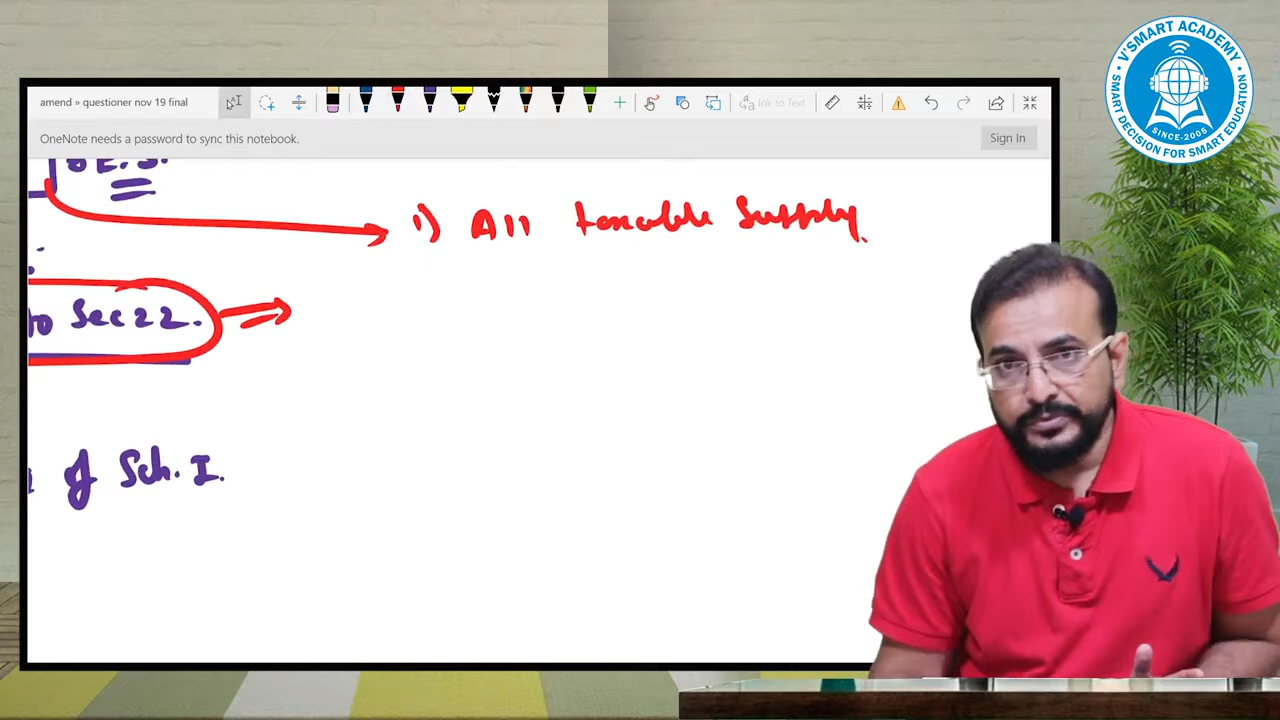 V'SMART ACADEMY
SINCE-2005
SMART DECISION FOR SMART EDUCATION
amend » questioner nov 19 final
Link to Text
OneNote needs a password to sync this notebook.
Sign In
E.S.
1) All taxable Supply.
to Sec 22.
of Sch. I.